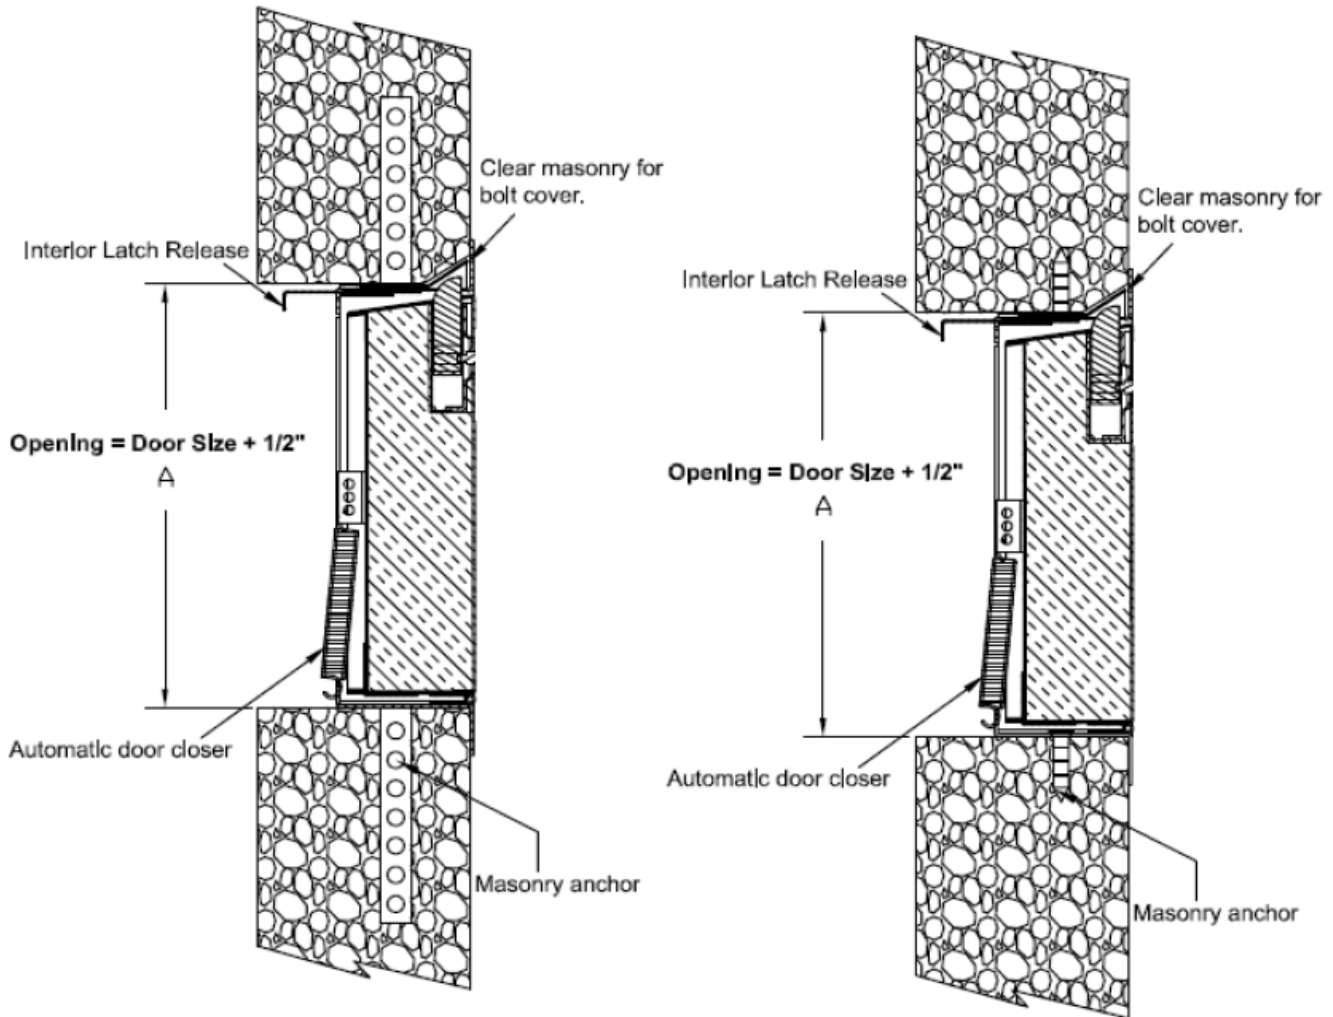 Clear masonry for
bolt cover.
Interior Latch Release
Opening = Door Size + 1/2"
A
Automatic door closer
Masonry anchor
Clear masonry for
bolt cover.
Interior Latch Release
Opening = Door Size + 1/2"
A
Automatic door closer
Masonry anchor